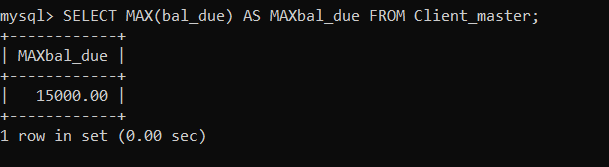 mysql> SELECT MAX(bal_due) AS MAXbal_due FROM Client_master;
+------------+
| MAXbal_due |
+------------+
|   15000.00 |
+------------+
1 row in set (0.00 sec)